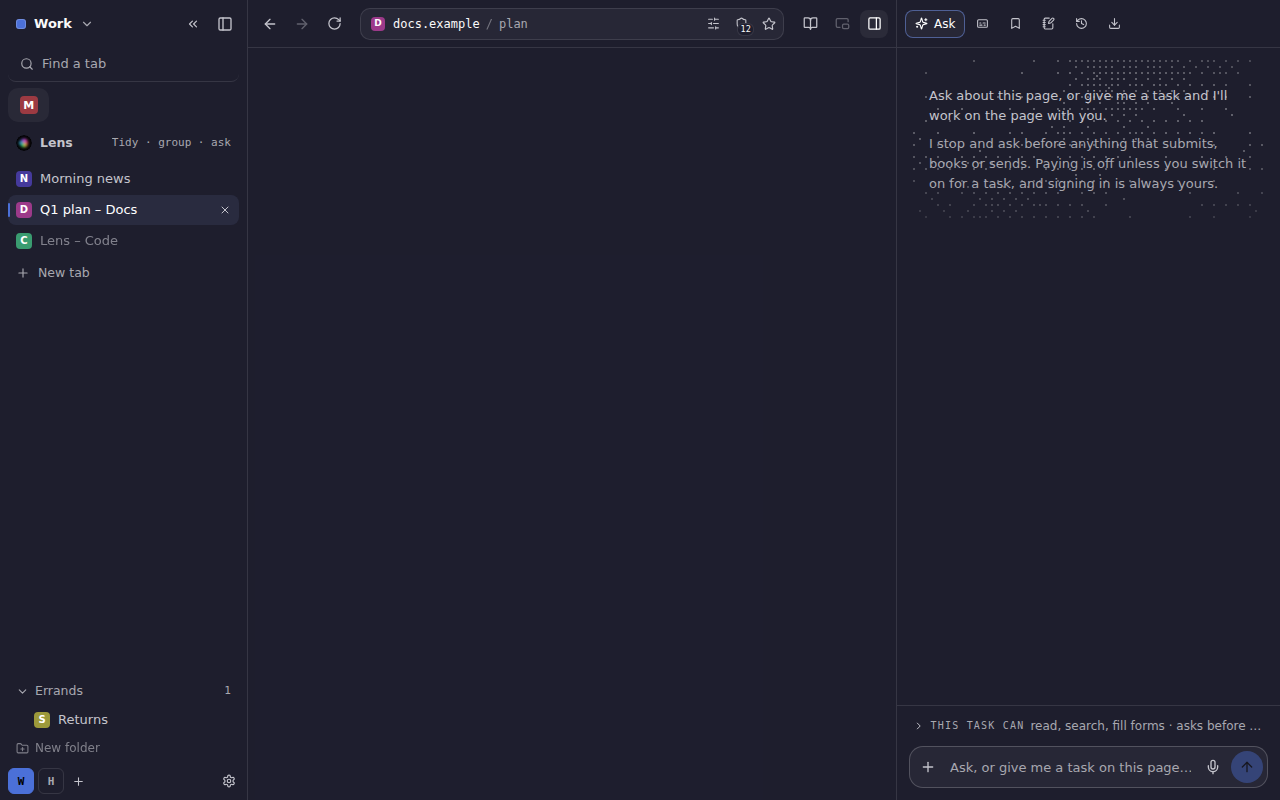 Work
Find a tab
M
Lens Tidy · group · ask
N Morning news
D Q1 plan – Docs
C Lens – Code
New tab
Errands 1
S Returns
New folder
W H
D docs.example / plan
12
Ask
Ask about this page, or give me a task and I'll
work on the page with you.
I stop and ask before anything that submits,
books or sends. Paying is off unless you switch it
on for a task, and signing in is always yours.
THIS TASK CAN read, search, fill forms · asks before …
Ask, or give me a task on this page…